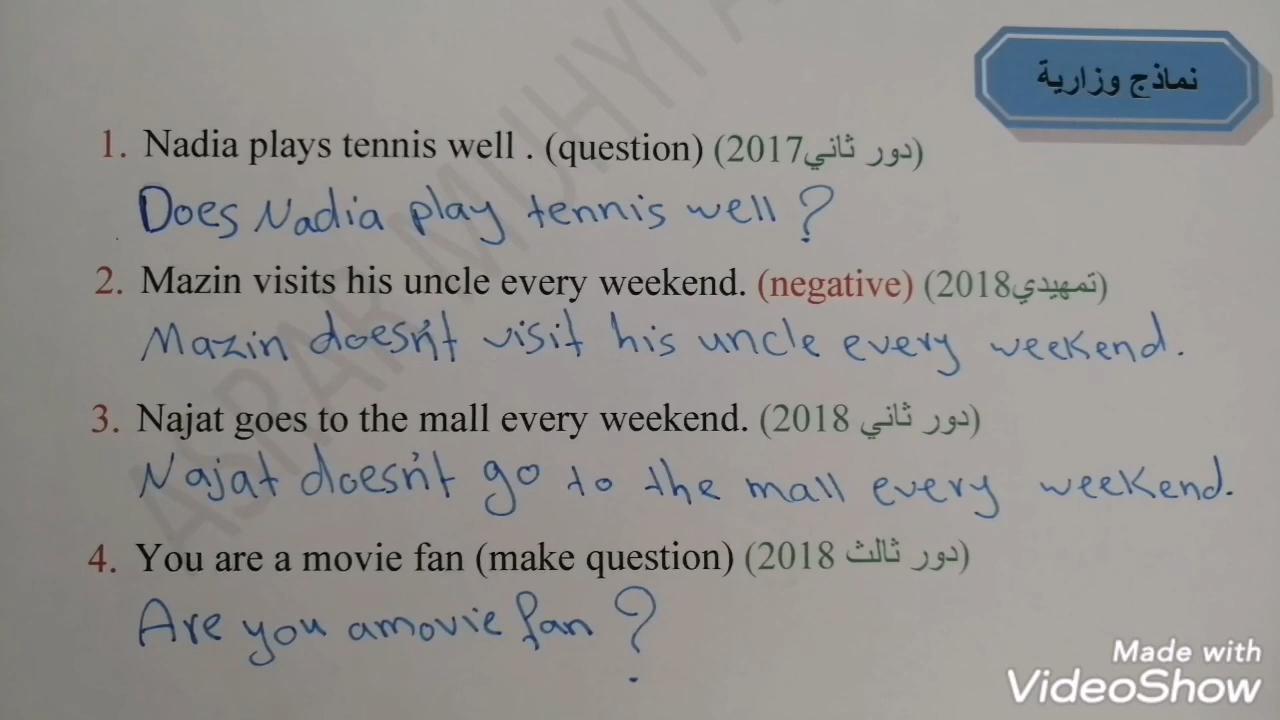 نماذج وزارية
1. Nadia plays tennis well . (question) (دور ثاني2017)
Does Nadia play tennis well ?
2. Mazin visits his uncle every weekend. (negative) (تمهيدي2018)
Mazin doesn't visit his uncle every weekend.
3. Najat goes to the mall every weekend. (دور ثاني 2018)
Najat doesn't go to the mall every weekend.
4. You are a movie fan (make question) (دور ثالث 2018)
Are you amovie fan ?
Made with
VideoShow